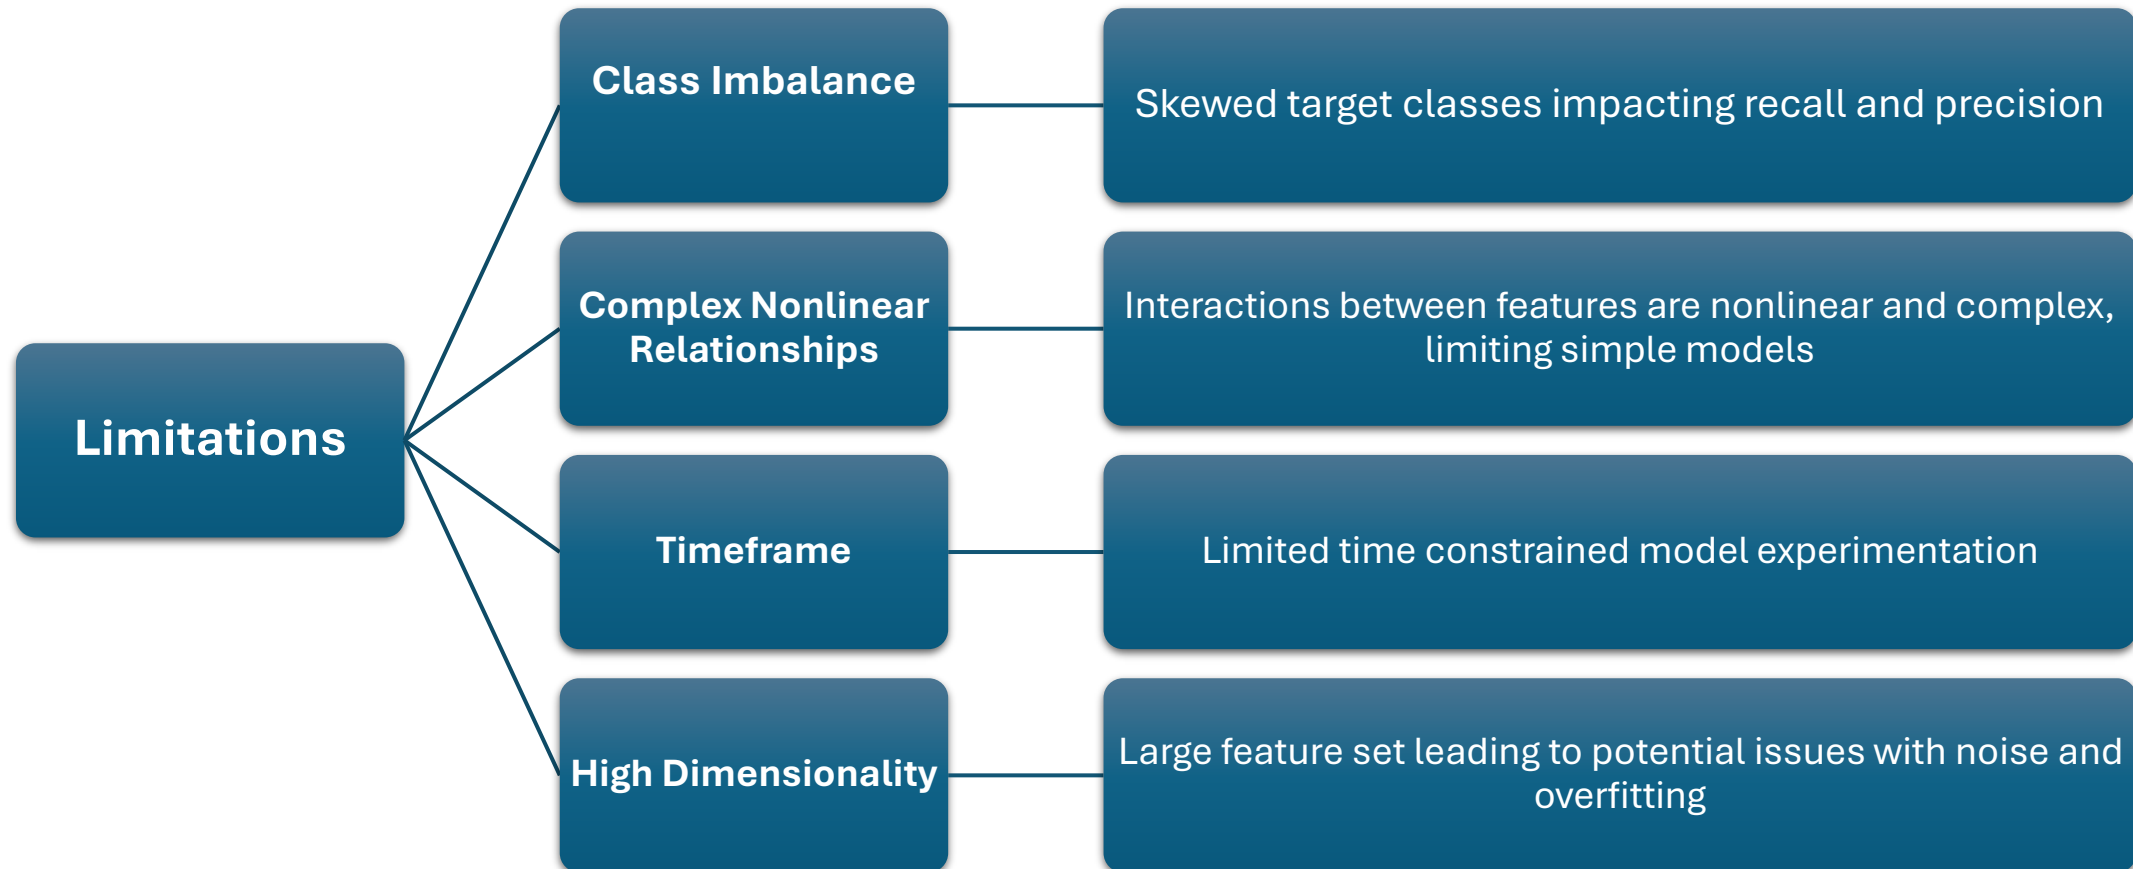 Limitations
Class Imbalance
Skewed target classes impacting recall and precision
Complex Nonlinear
Relationships
Interactions between features are nonlinear and complex,
limiting simple models
Timeframe
Limited time constrained model experimentation
High Dimensionality
Large feature set leading to potential issues with noise and
overfitting